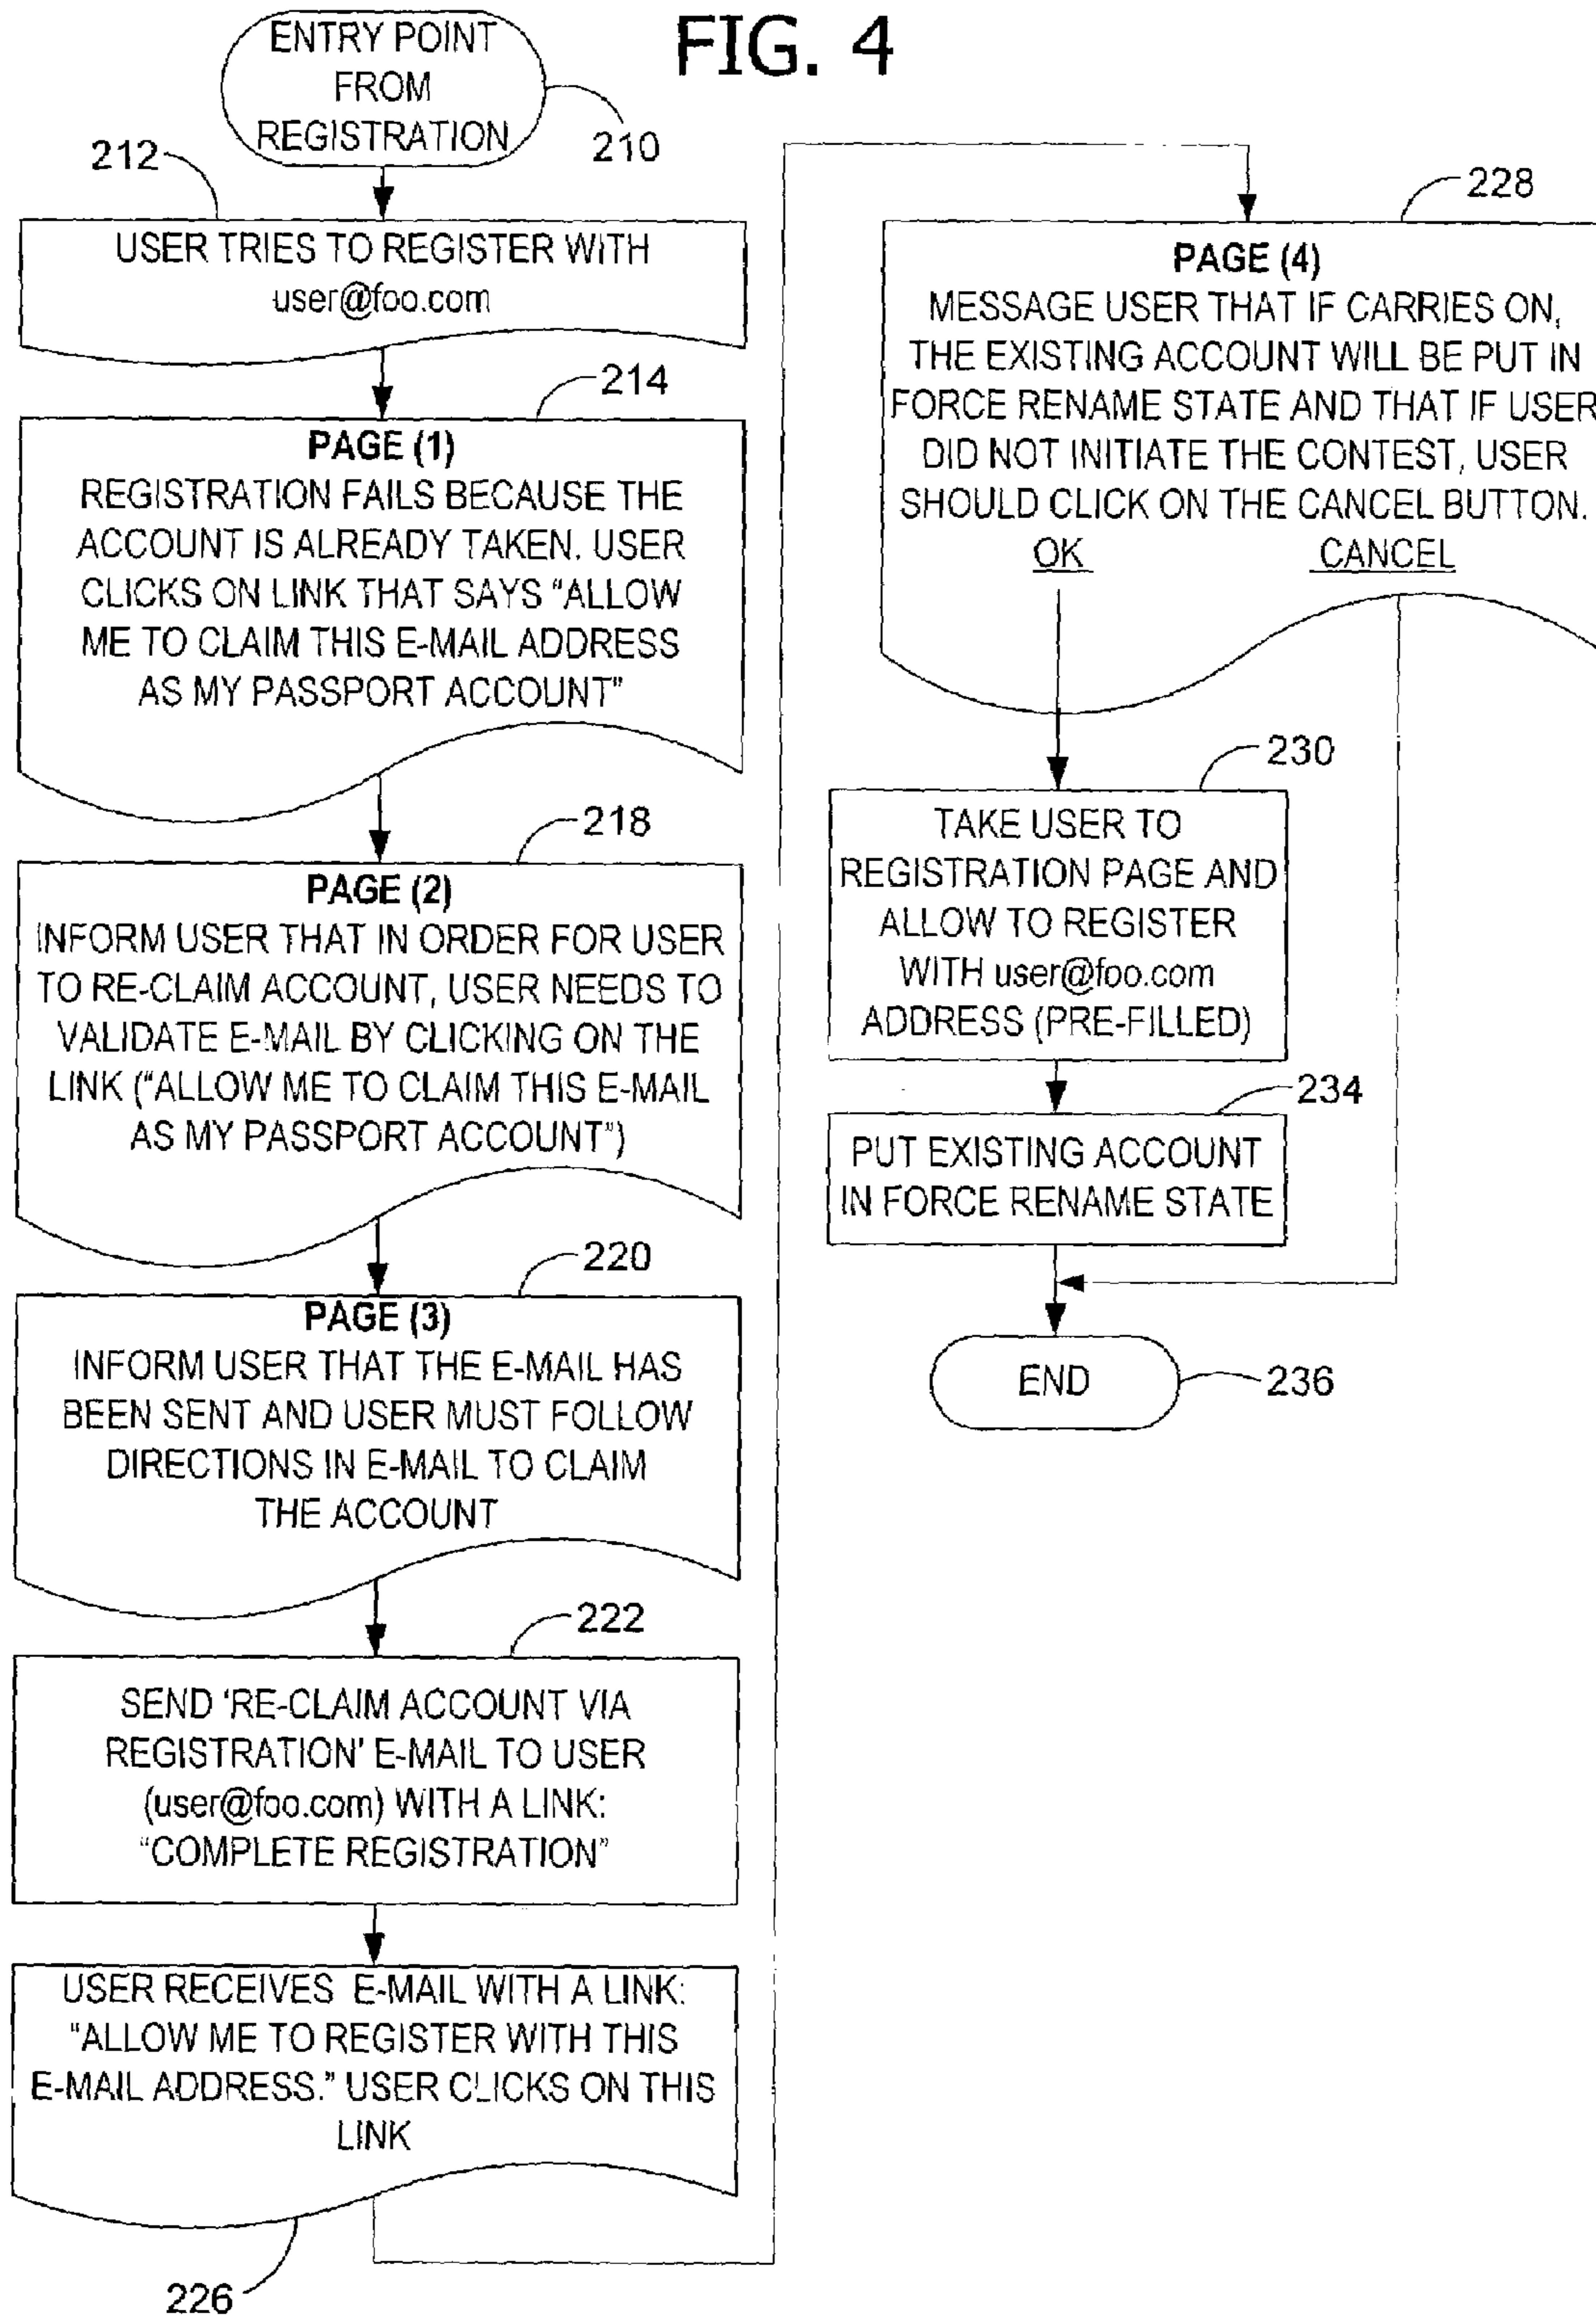 FIG. 4
ENTRY POINT
FROM
REGISTRATION
210
212
USER TRIES TO REGISTER WITH
user@foo.com
214
PAGE (1)
REGISTRATION FAILS BECAUSE THE
ACCOUNT IS ALREADY TAKEN. USER
CLICKS ON LINK THAT SAYS "ALLOW
ME TO CLAIM THIS E-MAIL ADDRESS
AS MY PASSPORT ACCOUNT"
218
PAGE (2)
INFORM USER THAT IN ORDER FOR USER
TO RE-CLAIM ACCOUNT, USER NEEDS TO
VALIDATE E-MAIL BY CLICKING ON THE
LINK ("ALLOW ME TO CLAIM THIS E-MAIL
AS MY PASSPORT ACCOUNT")
220
PAGE (3)
INFORM USER THAT THE E-MAIL HAS
BEEN SENT AND USER MUST FOLLOW
DIRECTIONS IN E-MAIL TO CLAIM
THE ACCOUNT
222
SEND 'RE-CLAIM ACCOUNT VIA
REGISTRATION' E-MAIL TO USER
(user@foo.com) WITH A LINK:
"COMPLETE REGISTRATION"
USER RECEIVES E-MAIL WITH A LINK:
"ALLOW ME TO REGISTER WITH THIS
E-MAIL ADDRESS." USER CLICKS ON THIS
LINK
226
228
PAGE (4)
MESSAGE USER THAT IF CARRIES ON,
THE EXISTING ACCOUNT WILL BE PUT IN
FORCE RENAME STATE AND THAT IF USER
DID NOT INITIATE THE CONTEST, USER
SHOULD CLICK ON THE CANCEL BUTTON.
OK CANCEL
230
TAKE USER TO
REGISTRATION PAGE AND
ALLOW TO REGISTER
WITH user@foo.com
ADDRESS (PRE-FILLED)
234
PUT EXISTING ACCOUNT
IN FORCE RENAME STATE
END
236